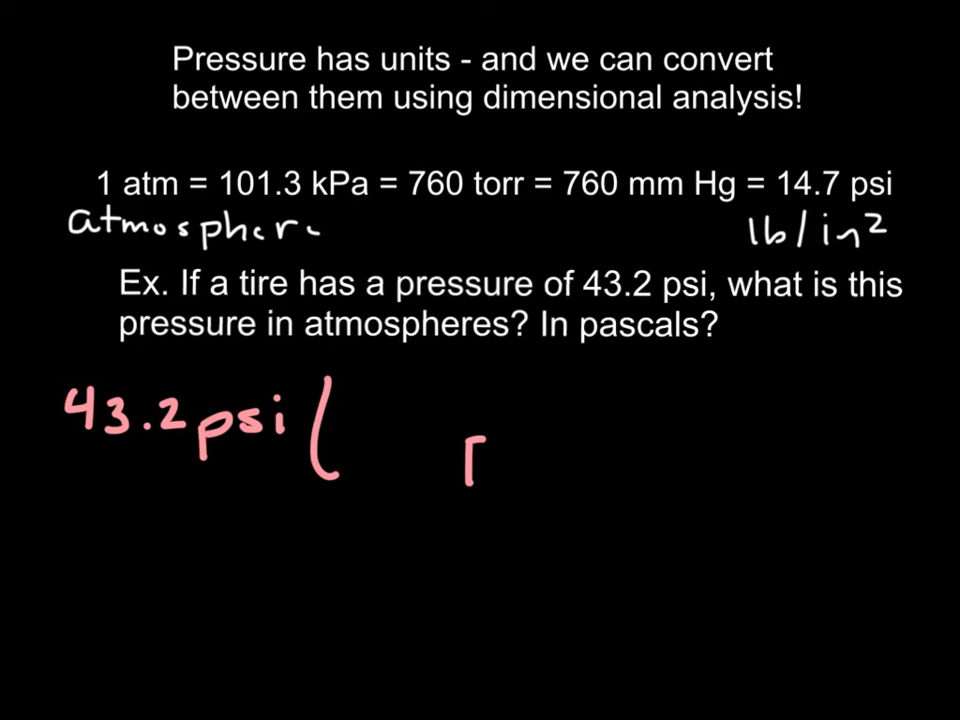 Pressure has units - and we can convert
between them using dimensional analysis!
1 atm = 101.3 kPa = 760 torr = 760 mm Hg = 14.7 psi
atmosphere lb/in²
Ex. If a tire has a pressure of 43.2 psi, what is this
pressure in atmospheres? In pascals?
43.2 psi (